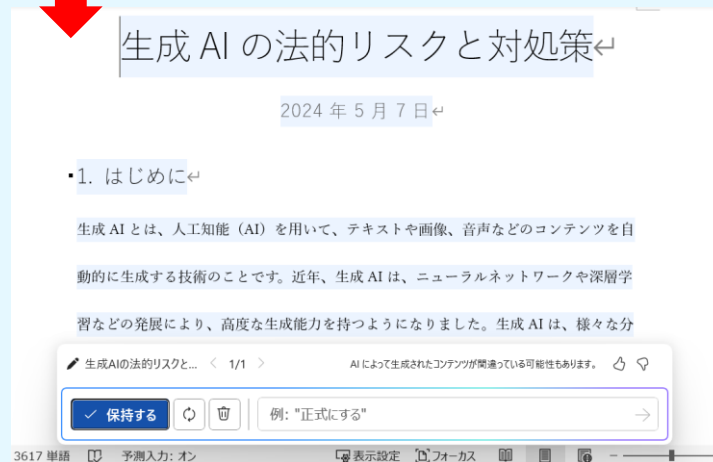 生成 AI の法的リスクと対処策↵
2024 年 5 月 7 日↵
▪1. はじめに↵
生成 AI とは、人工知能（AI）を用いて、テキストや画像、音声などのコンテンツを自
動的に生成する技術のことです。近年、生成 AI は、ニューラルネットワークや深層学
習などの発展により、高度な生成能力を持つようになりました。生成 AI は、様々な分
生成AIの法的リスクと... 1/1 AI によって生成されたコンテンツが間違っている可能性もあります。
保持する 例: "正式にする"
3617 単語 予測入力: オン 表示設定 フォーカス